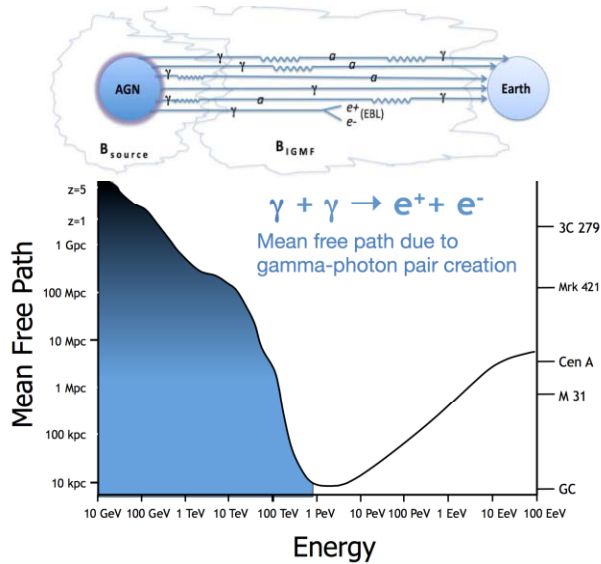 γ a γ
γ a
γ a
AGN γ Earth
γ a γ
γ e+ (EBL)
e-
B source B IGMF
γ + γ → e⁺+ e⁻
Mean free path due to
gamma-photon pair creation
Mean Free Path
z=5
z=1
1 Gpc
100 Mpc
10 Mpc
1 Mpc
100 kpc
10 kpc
3C 279
Mrk 421
Cen A
M 31
GC
10 GeV 100 GeV 1 TeV 10 TeV 100 TeV 1 PeV 10 PeV 100 PeV 1 EeV 10 EeV 100 EeV
Energy